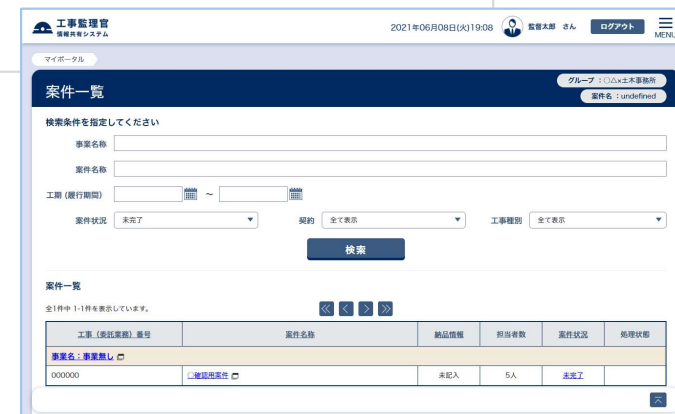 工事監理官
情報共有システム
2021年06月08日(火)19:08
監督太郎 さん
ログアウト
MENU
マイポータル
案件一覧
グループ ：〇△×土木事務所
案件名 ：undefined
検索条件を指定してください
事業名称
案件名称
工期 (履行期間)
～
案件状況 未完了 ▼
契約 全て表示 ▼
工事種別 全て表示 ▼
検索
案件一覧
全1件中 1-1件を表示しています。
工事（委託業務）番号 案件名称 納品情報 担当者数 案件状況 処理状態
事業名：事業無し
000000 〇確認用案件 未記入 5人 未完了